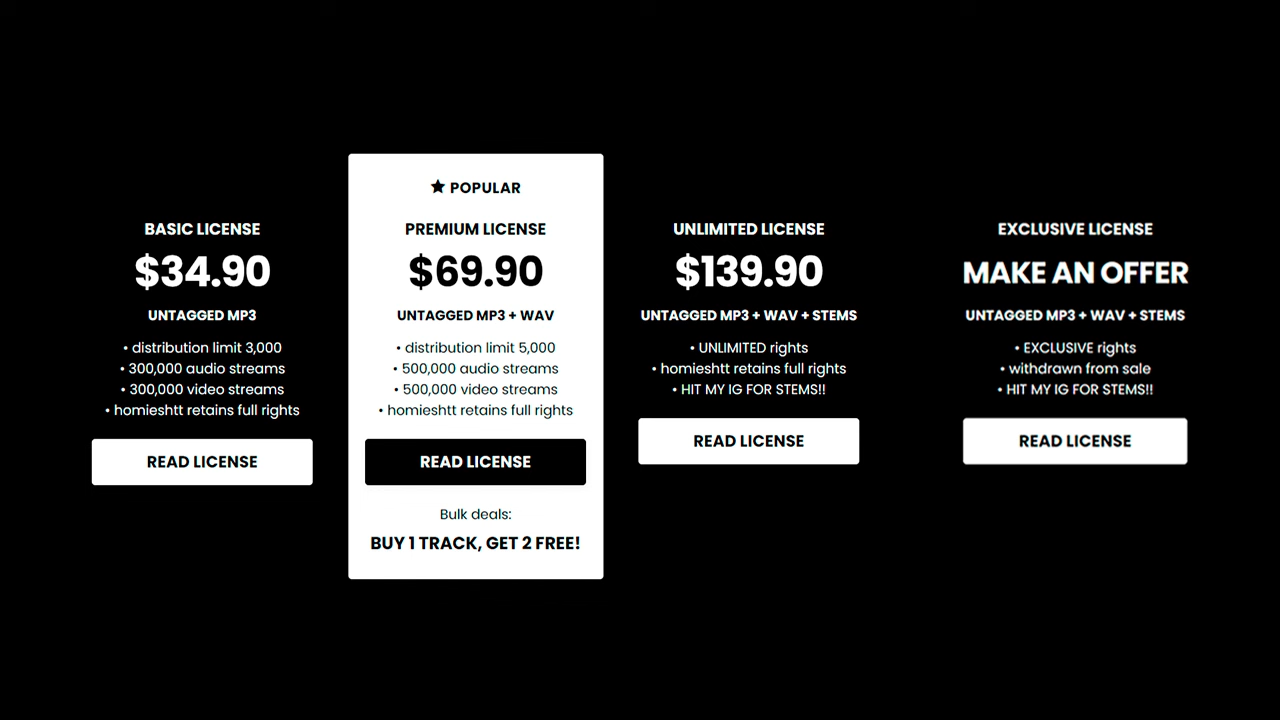 BASIC LICENSE
$34.90
UNTAGGED MP3
• distribution limit 3,000
• 300,000 audio streams
• 300,000 video streams
• homieshtt retains full rights
READ LICENSE
POPULAR
PREMIUM LICENSE
$69.90
UNTAGGED MP3 + WAV
• distribution limit 5,000
• 500,000 audio streams
• 500,000 video streams
• homieshtt retains full rights
READ LICENSE
Bulk deals:
BUY 1 TRACK, GET 2 FREE!
UNLIMITED LICENSE
$139.90
UNTAGGED MP3 + WAV + STEMS
• UNLIMITED rights
• homieshtt retains full rights
• HIT MY IG FOR STEMS!!
READ LICENSE
EXCLUSIVE LICENSE
MAKE AN OFFER
UNTAGGED MP3 + WAV + STEMS
• EXCLUSIVE rights
• withdrawn from sale
• HIT MY IG FOR STEMS!!
READ LICENSE